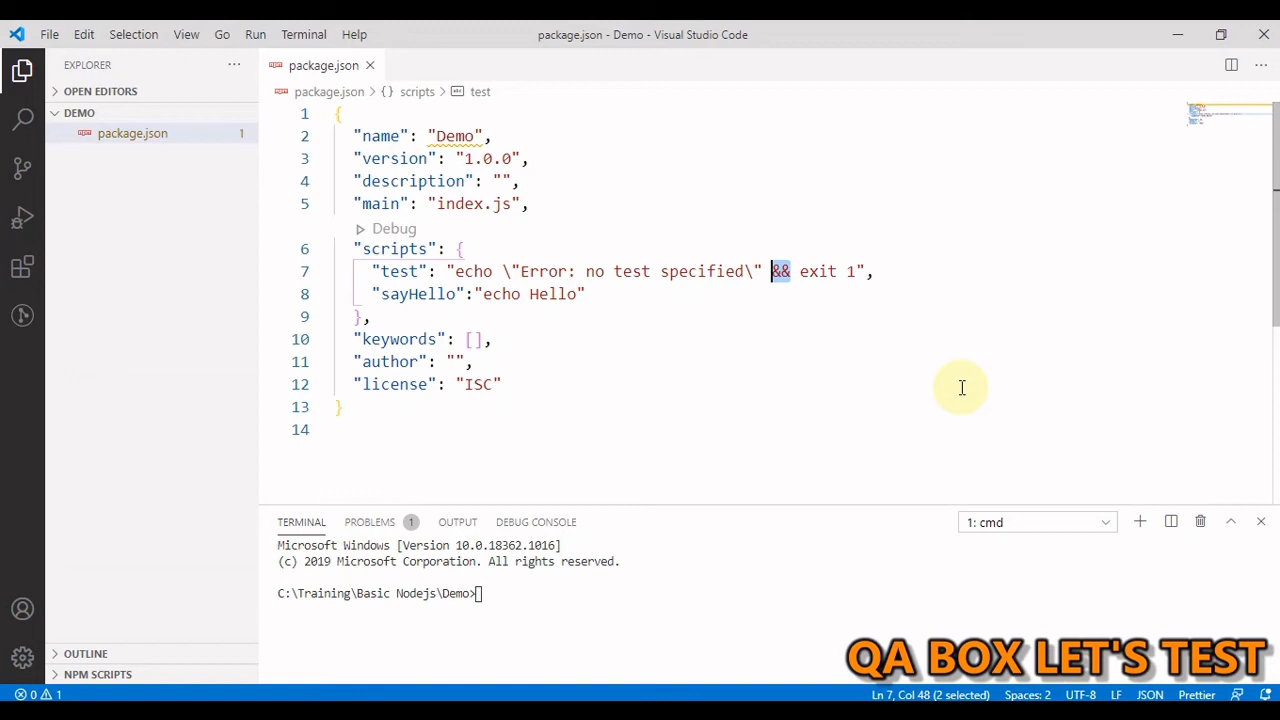 File Edit Selection View Go Run Terminal Help package.json - Demo - Visual Studio Code
EXPLORER
package.json
OPEN EDITORS
package.json > {} scripts > test
DEMO
package.json 1
1 {
2 "name": "Demo",
3 "version": "1.0.0",
4 "description": "",
5 "main": "index.js",
Debug
6 "scripts": {
7 "test": "echo \"Error: no test specified\" && exit 1",
8 "sayHello":"echo Hello"
9 },
10 "keywords": [],
11 "author": "",
12 "license": "ISC"
13 }
14
TERMINAL PROBLEMS 1 OUTPUT DEBUG CONSOLE 1: cmd
Microsoft Windows [Version 10.0.18362.1016]
(c) 2019 Microsoft Corporation. All rights reserved.
C:\Training\Basic Nodejs\Demo>
OUTLINE
NPM SCRIPTS
QA BOX LET'S TEST
0 1 Ln 7, Col 48 (2 selected) Spaces: 2 UTF-8 LF JSON Prettier